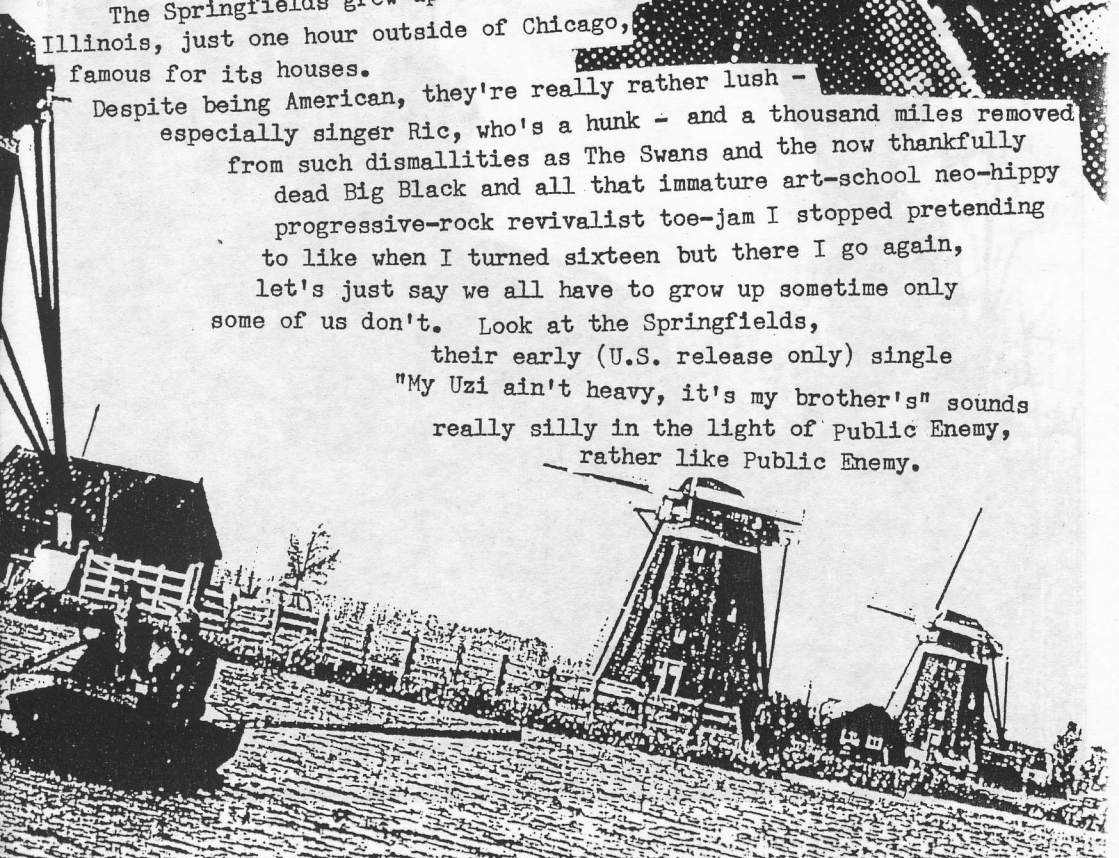 The Springfields grew up
Illinois, just one hour outside of Chicago,
famous for its houses.
Despite being American, they're really rather lush -
especially singer Ric, who's a hunk - and a thousand miles removed
from such dismallities as The Swans and the now thankfully
dead Big Black and all that immature art-school neo-hippy
progressive-rock revivalist toe-jam I stopped pretending
to like when I turned sixteen but there I go again,
let's just say we all have to grow up sometime only
some of us don't. Look at the Springfields,
their early (U.S. release only) single
"My Uzi ain't heavy, it's my brother's" sounds
really silly in the light of Public Enemy,
rather like Public Enemy.